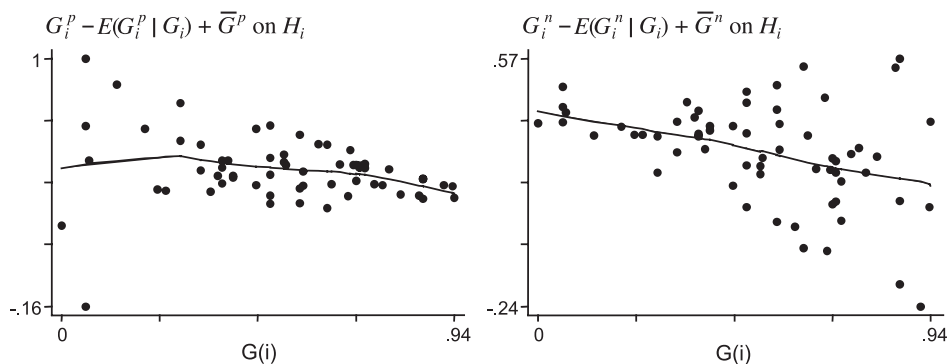 G_i^p – E(G_i^p | G_i) + G̅^p on H_i
1
-.16
0
.94
G(i)
G_i^n – E(G_i^n | G_i) + G̅^n on H_i
.57
-.24
0
.94
G(i)